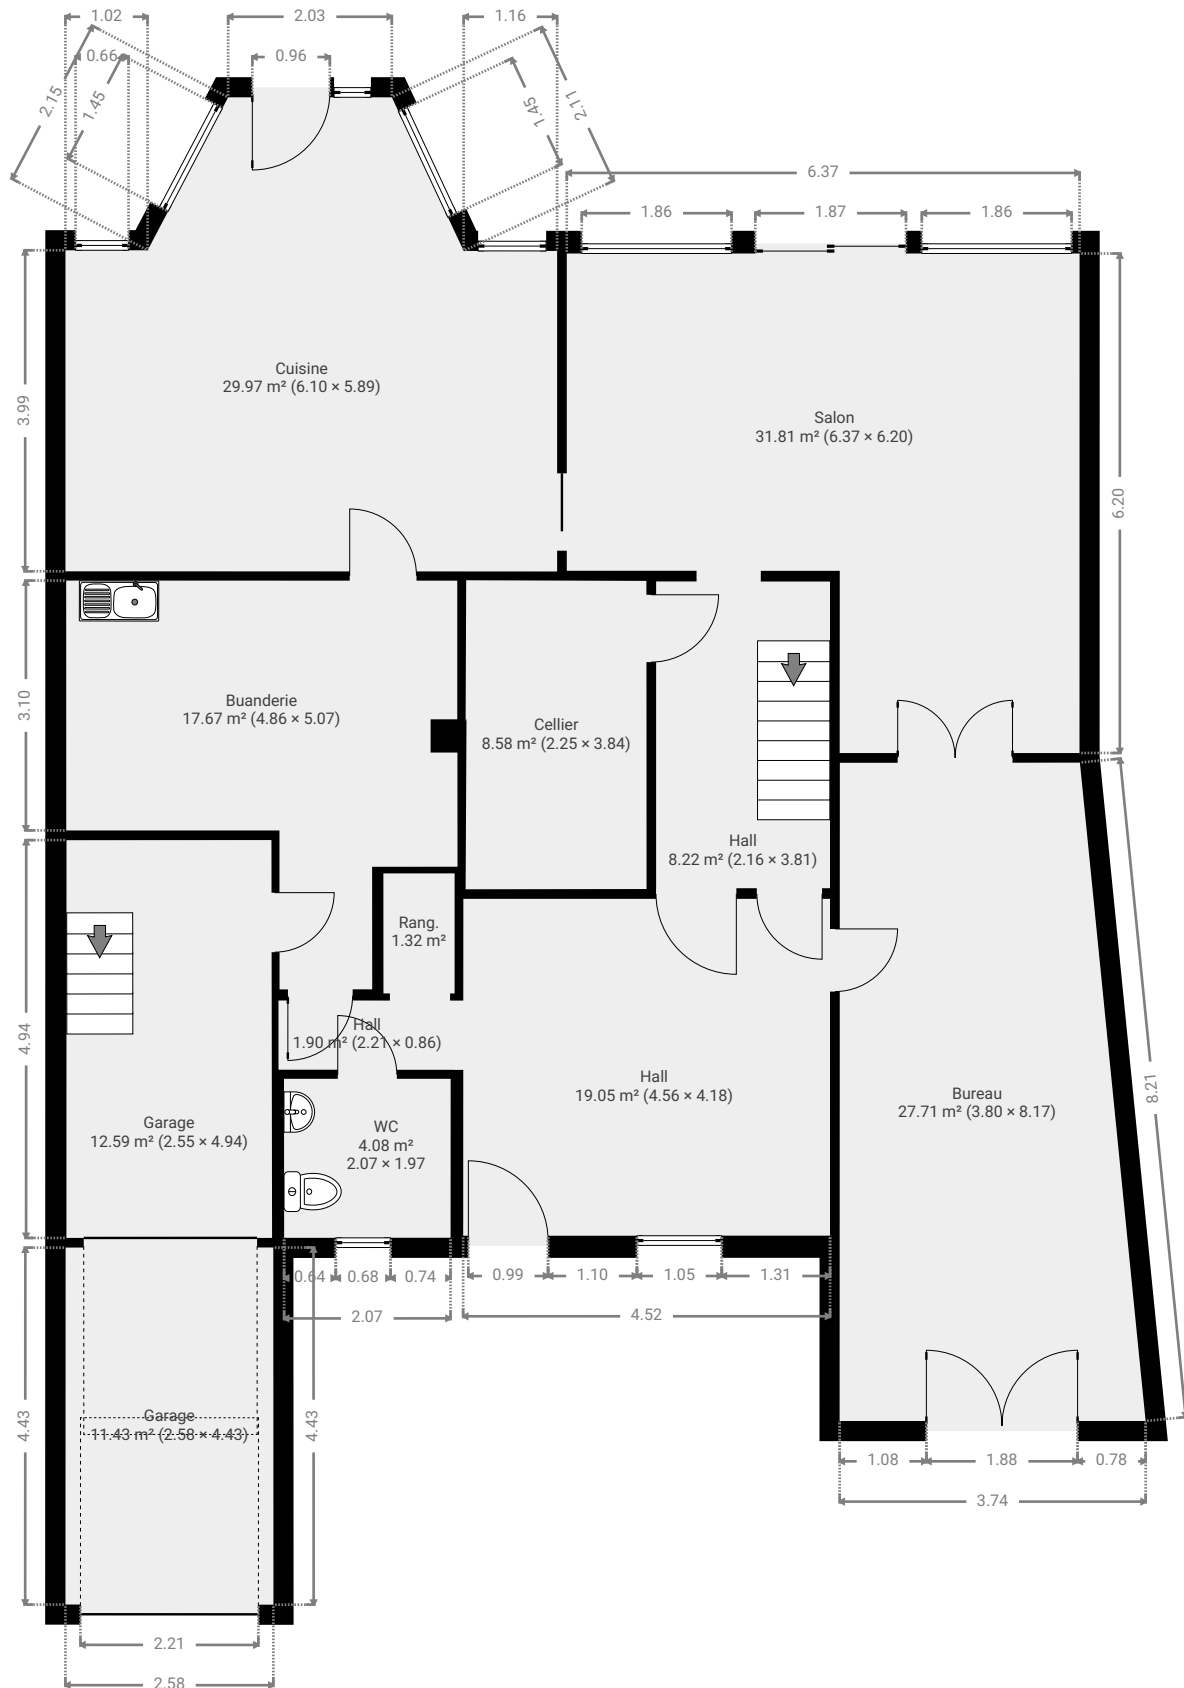 1.02
2.03
1.16
0.66
0.96
2.15
1.45
1.45
2.11
6.37
1.86
1.87
1.86
3.99
Cuisine
29.97 m² (6.10 × 5.89)
Salon
31.81 m² (6.37 × 6.20)
6.20
3.10
Buanderie
17.67 m² (4.86 × 5.07)
Cellier
8.58 m² (2.25 × 3.84)
Hall
8.22 m² (2.16 × 3.81)
Rang.
1.32 m²
4.94
Hall
1.90 m² (2.21 × 0.86)
Hall
19.05 m² (4.56 × 4.18)
Bureau
27.71 m² (3.80 × 8.17)
8.21
Garage
12.59 m² (2.55 × 4.94)
WC
4.08 m²
2.07 × 1.97
0.64
0.68
0.74
0.99
1.10
1.05
1.31
2.07
4.52
4.43
Garage
11.43 m² (2.58 × 4.43)
4.43
1.08
1.88
0.78
3.74
2.21
2.58